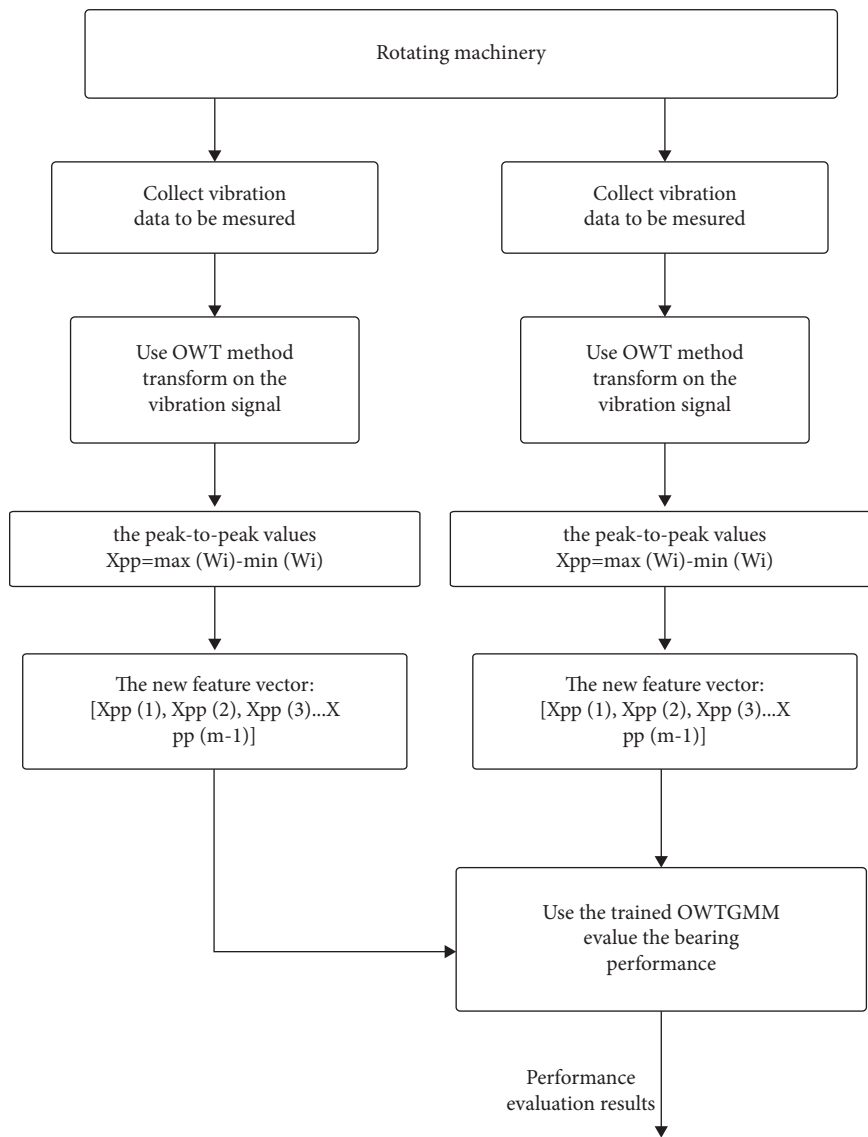 Rotating machinery
Collect vibration
data to be mesured
Collect vibration
data to be mesured
Use OWT method
transform on the
vibration signal
Use OWT method
transform on the
vibration signal
the peak-to-peak values
Xpp=max (Wi)-min (Wi)
the peak-to-peak values
Xpp=max (Wi)-min (Wi)
The new feature vector:
[Xpp (1), Xpp (2), Xpp (3)...X
pp (m-1)]
The new feature vector:
[Xpp (1), Xpp (2), Xpp (3)...X
pp (m-1)]
Use the trained OWTGMM
evalue the bearing
performance
Performance
evaluation results